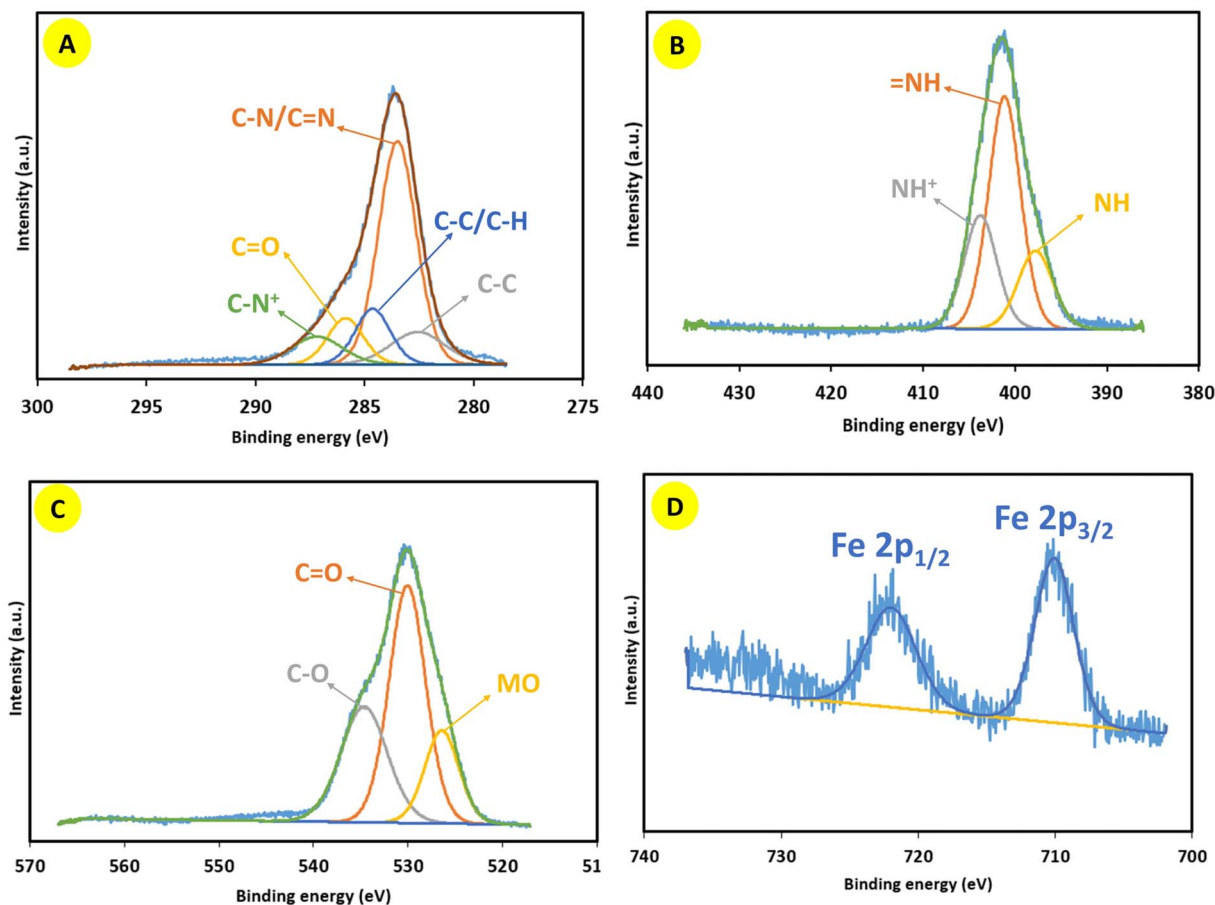 A
C-N/C=N
C-C/C-H
C=O
C-N⁺
C-C
Intensity (a.u.)
300 295 290 285 280 275
Binding energy (eV)
B
=NH
NH⁺
NH
Intensity (a.u.)
440 430 420 410 400 390 380
Binding energy (eV)
C
C=O
C-O
MO
Intensity (a.u.)
570 560 550 540 530 520 51
Binding energy (eV)
D
Fe 2p₁/₂
Fe 2p₃/₂
Intensity (a.u.)
740 730 720 710 700
Binding energy (eV)